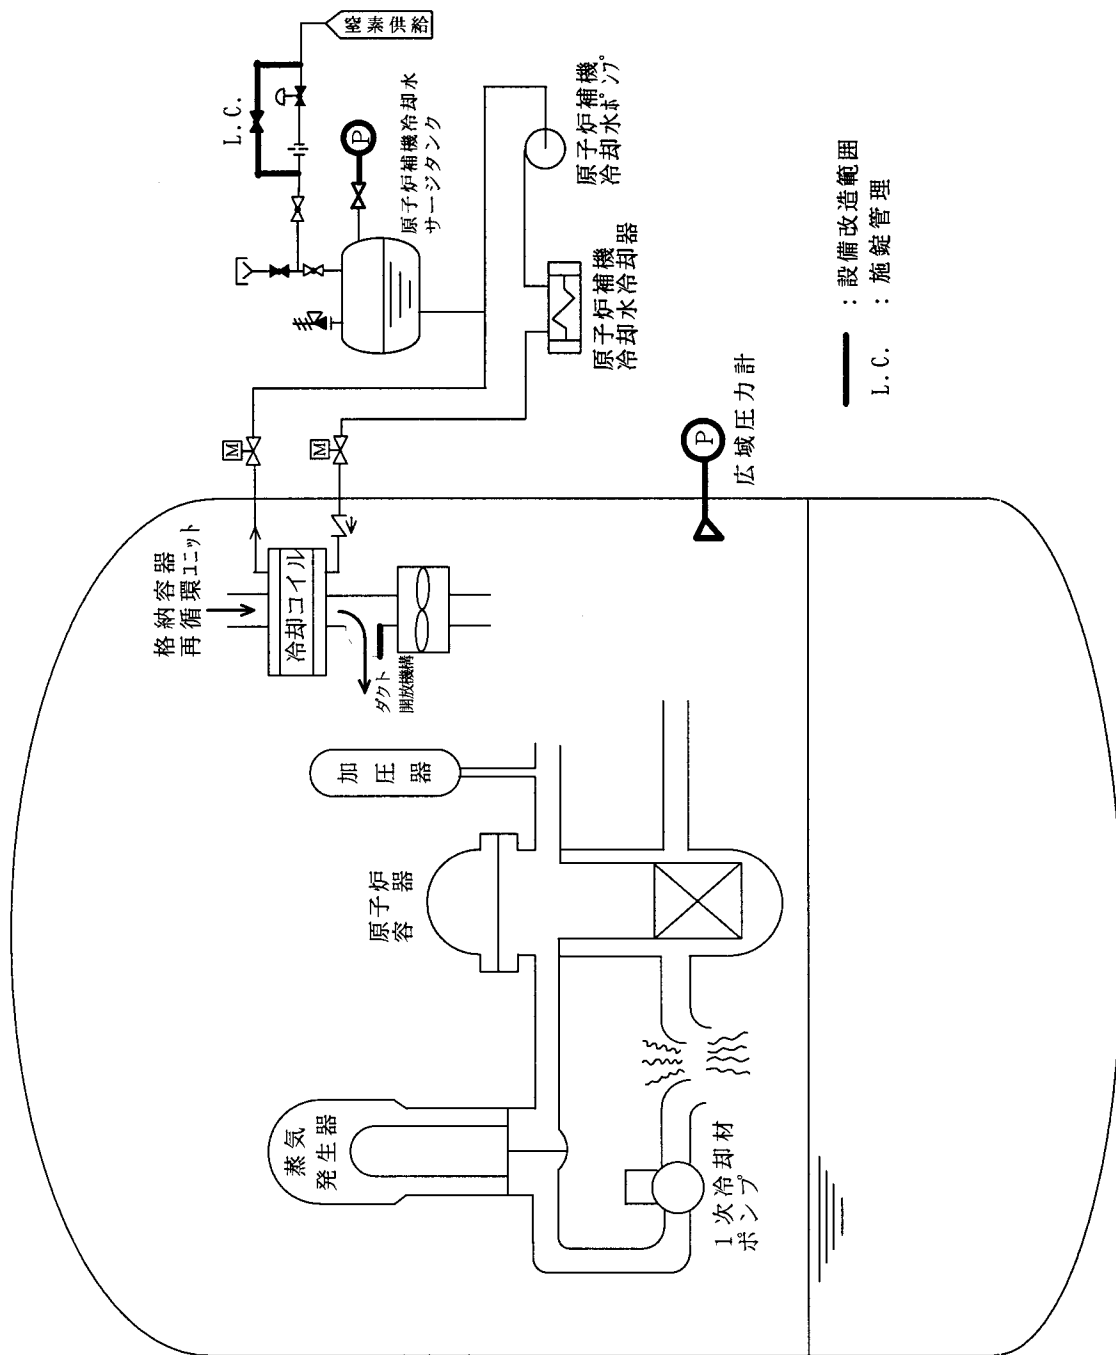 窒素供給
L.C.
P
原子炉補機冷却水
サージタンク
原子炉補機
冷却水ポンプ
原子炉補機
冷却水冷却器
M
M
格納容器
再循環ユニット
冷却コイル
ダクト
開放機構
P
広域圧力計
加圧器
原子炉
容器
蒸気
発生器
1次冷却材
ポンプ
：設備改造範囲
L.C. ：施錠管理